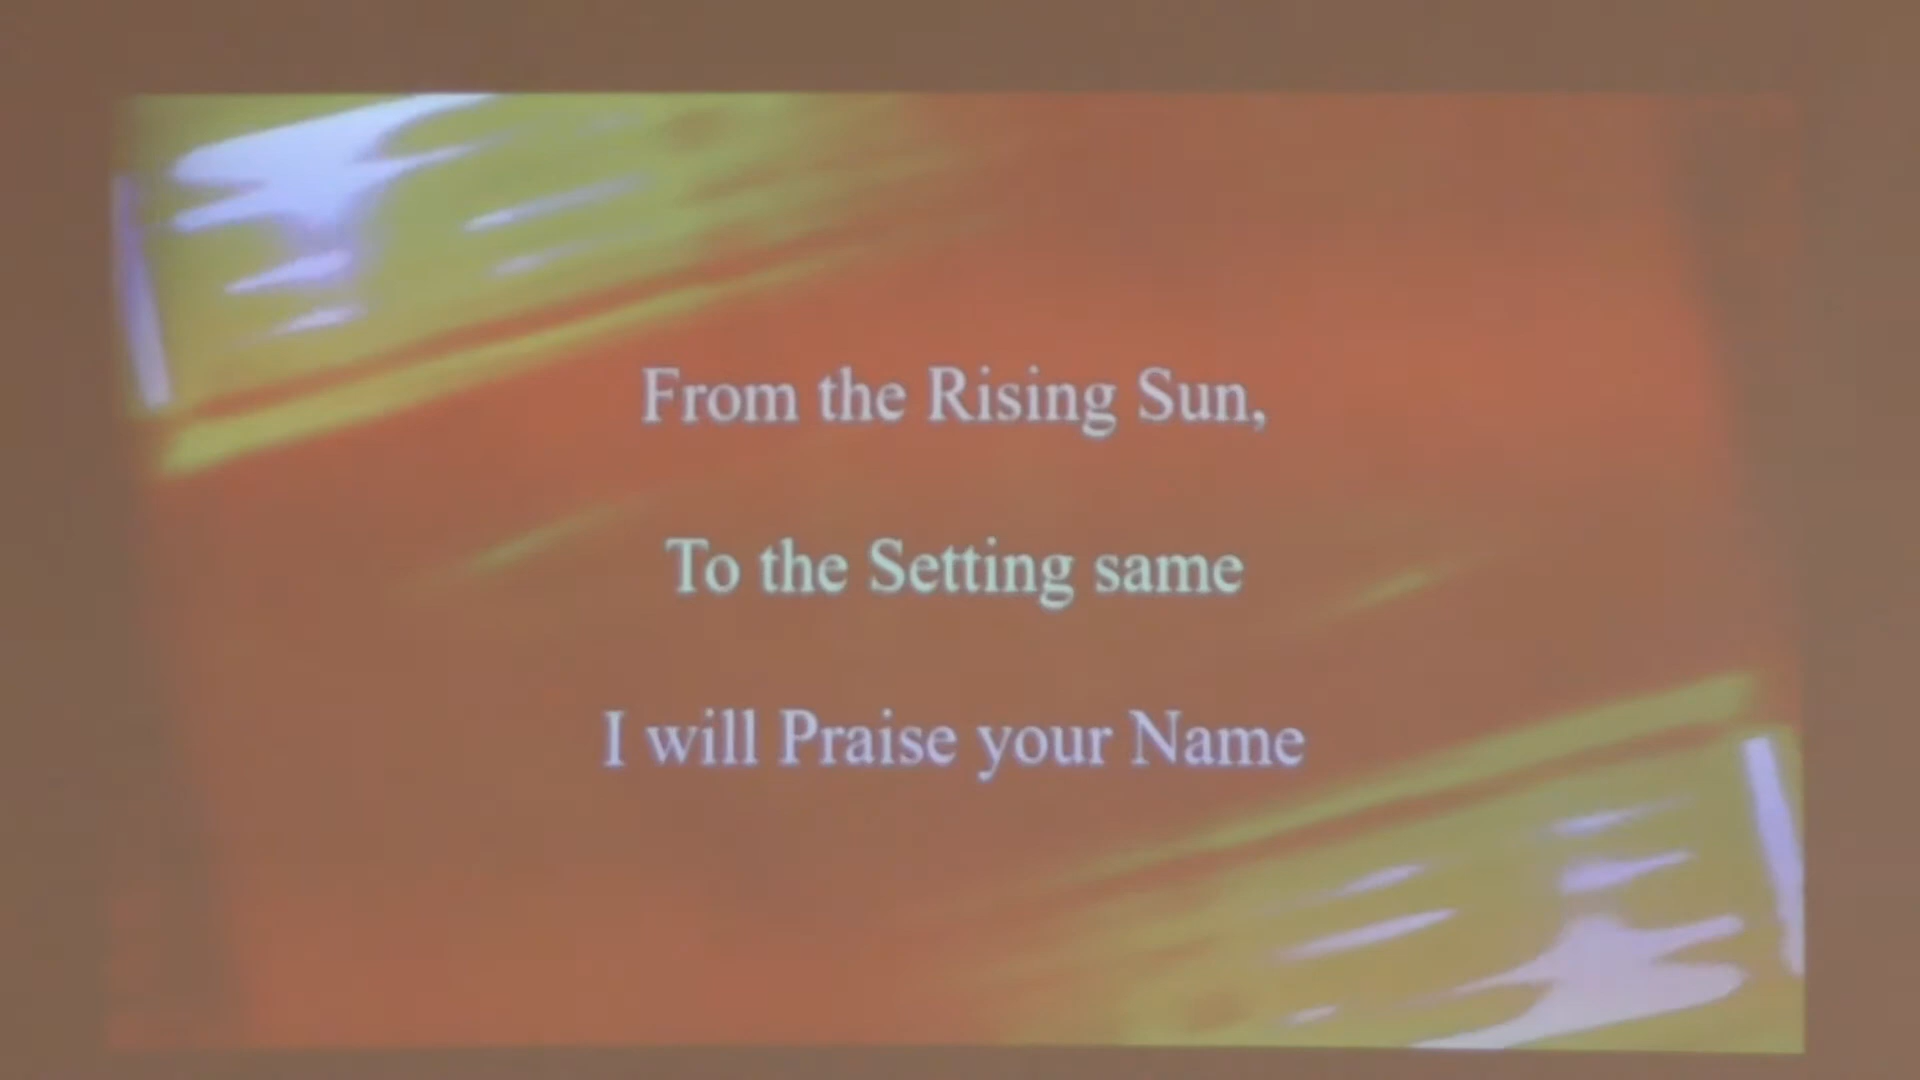 From the Rising Sun,
To the Setting same
I will Praise your Name